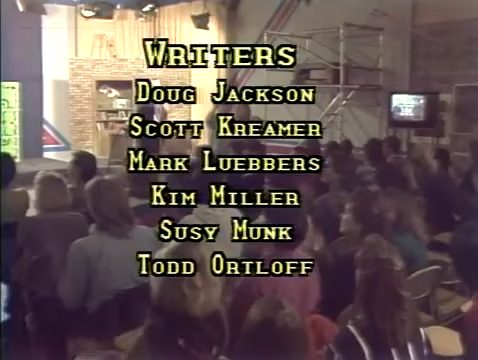 Writers
Doug Jackson
Scott Kreamer
Mark Luebbers
Kim Miller
Susy Munk
Todd Ortloff